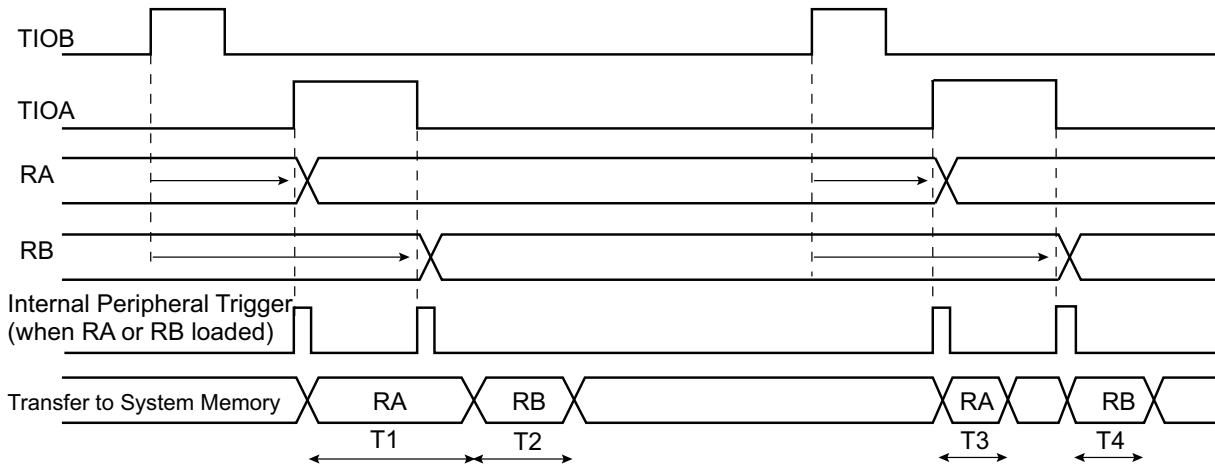 TIOB
TIOA
RA
RB
Internal Peripheral Trigger
(when RA or RB loaded)
Transfer to System Memory
RA
RB
RA
RB
T1
T2
T3
T4